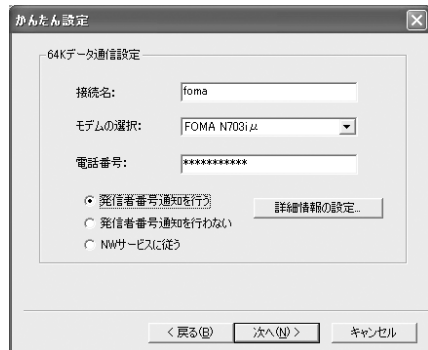 かんたん設定
64Kデータ通信設定
接続名: foma
モデムの選択: FOMA N703iμ
電話番号: ***********
発信者番号通知を行う
詳細情報の設定...
発信者番号通知を行わない
NWサービスに従う
< 戻る(B) 次へ(N) > キャンセル